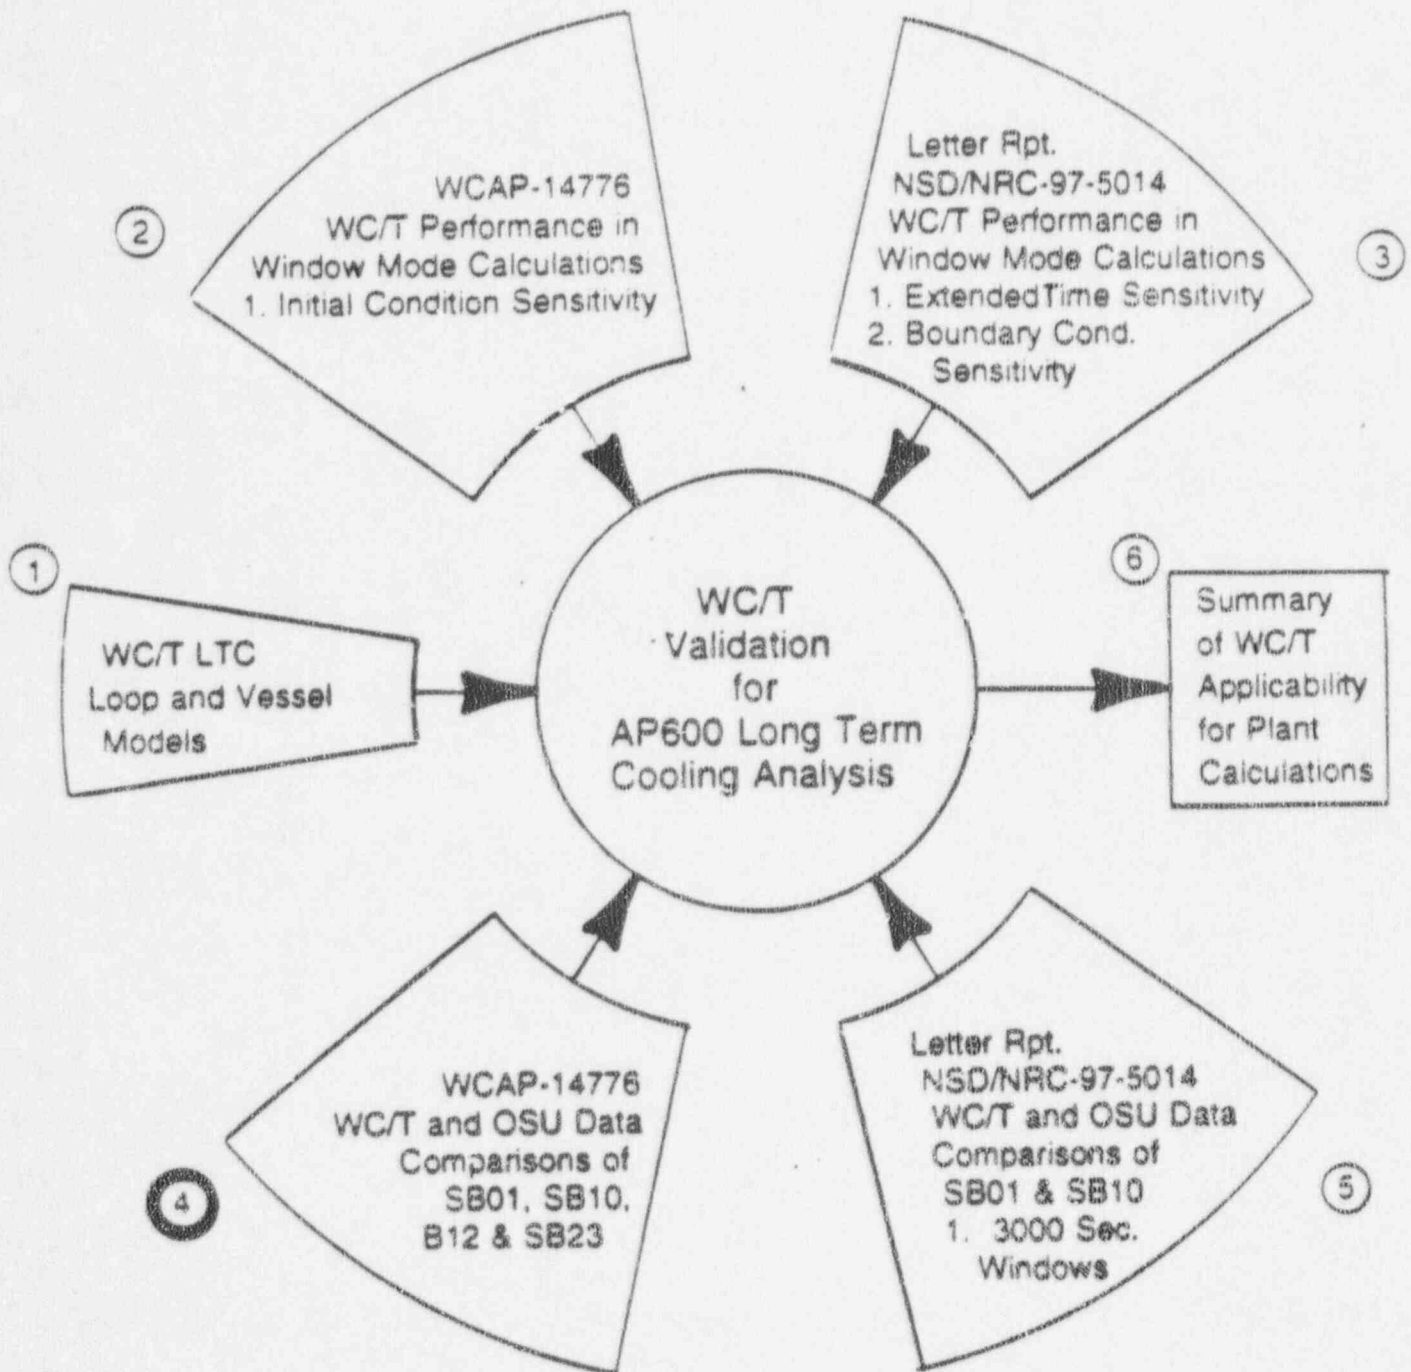 2
WCAP-14776
WC/T Performance in
Window Mode Calculations
1. Initial Condition Sensitivity
3
Letter Rpt.
NSD/NRC-97-5014
WC/T Performance in
Window Mode Calculations
1. Extended Time Sensitivity
2. Boundary Cond.
Sensitivity
1
WC/T LTC
Loop and Vessel
Models
WC/T
Validation
for
AP600 Long Term
Cooling Analysis
6
Summary
of WC/T
Applicability
for Plant
Calculations
4
WCAP-14776
WC/T and OSU Data
Comparisons of
SB01, SB10,
B12 & SB23
5
Letter Rpt.
NSD/NRC-97-5014
WC/T and OSU Data
Comparisons of
SB01 & SB10
1. 3000 Sec.
Windows